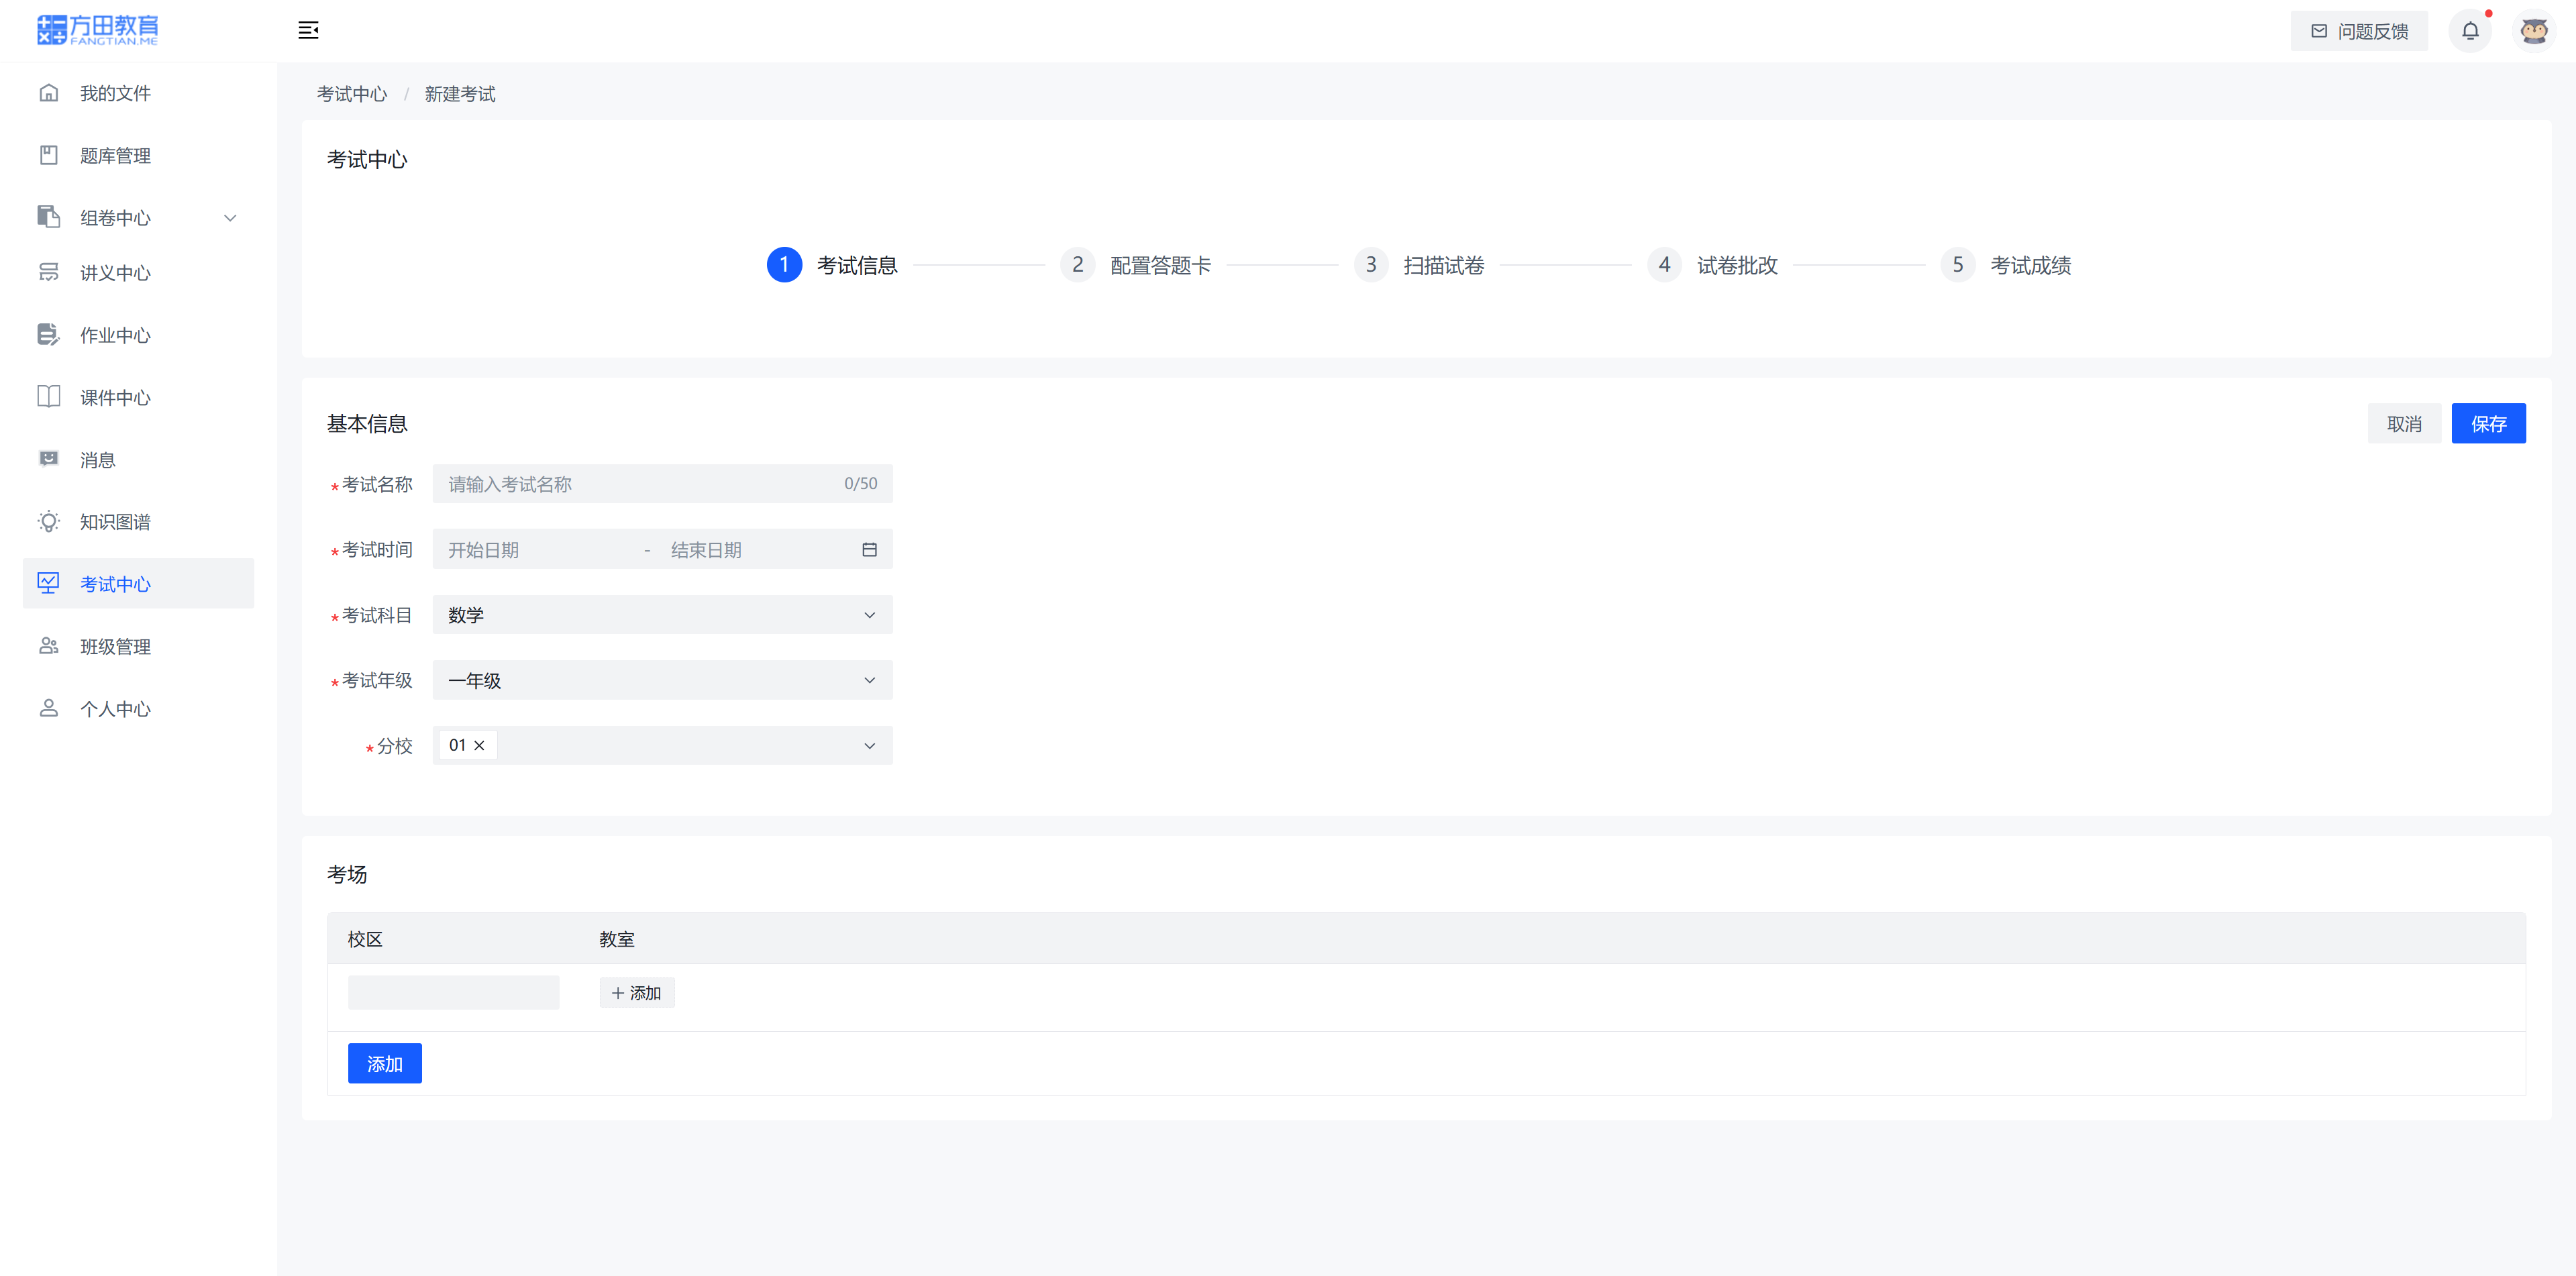 方田教育
FANGTIAN.ME
问题反馈
我的文件
题库管理
组卷中心
讲义中心
作业中心
课件中心
消息
知识图谱
考试中心
班级管理
个人中心
考试中心 / 新建考试
考试中心
1 考试信息 2 配置答题卡 3 扫描试卷 4 试卷批改 5 考试成绩
基本信息 取消 保存
*考试名称 请输入考试名称 0/50
*考试时间 开始日期 - 结束日期
*考试科目 数学
*考试年级 一年级
*分校 01 ×
考场
校区 教室
+ 添加
添加